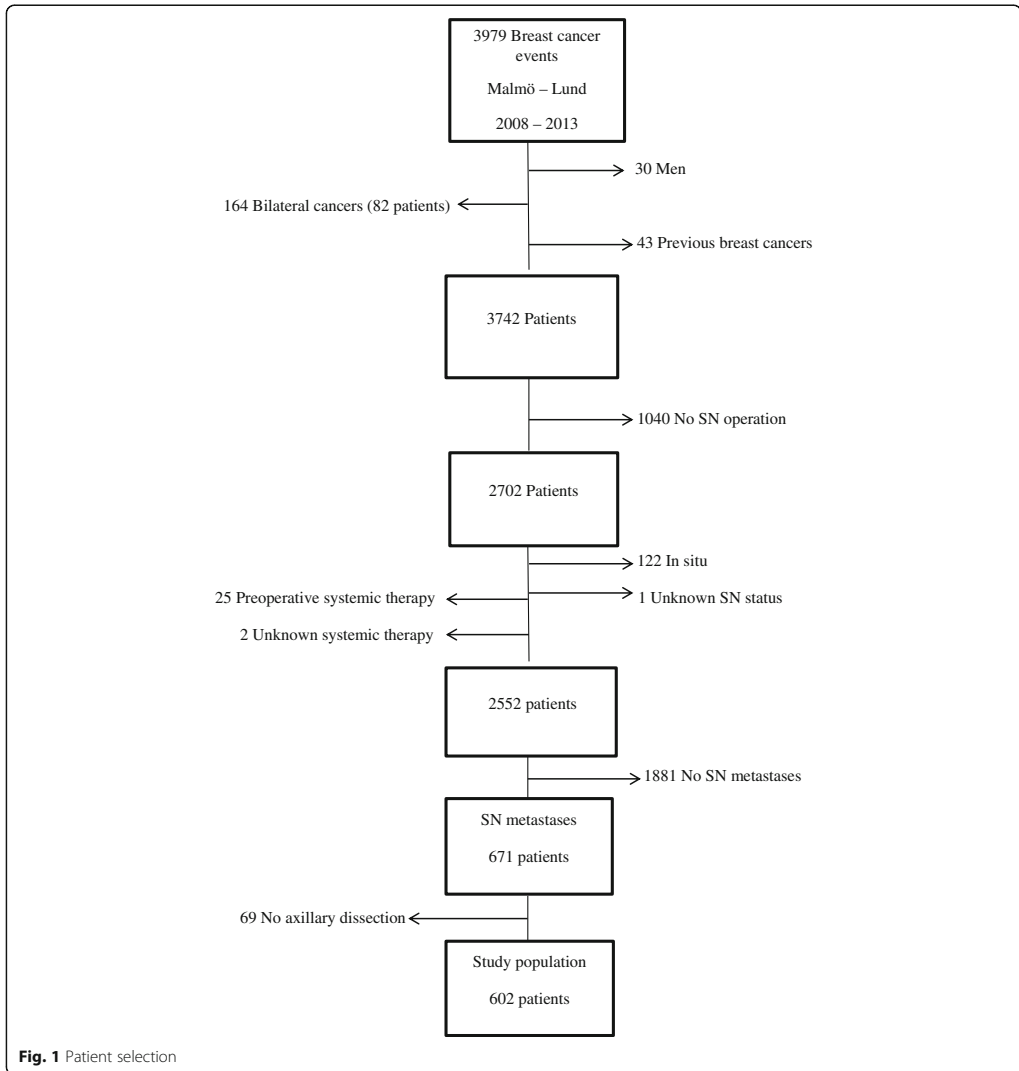 3979 Breast cancer
events
Malmö – Lund
2008 – 2013
30 Men
164 Bilateral cancers (82 patients)
43 Previous breast cancers
3742 Patients
1040 No SN operation
2702 Patients
122 In situ
25 Preoperative systemic therapy
1 Unknown SN status
2 Unknown systemic therapy
2552 patients
1881 No SN metastases
SN metastases
671 patients
69 No axillary dissection
Study population
602 patients
Fig. 1 Patient selection